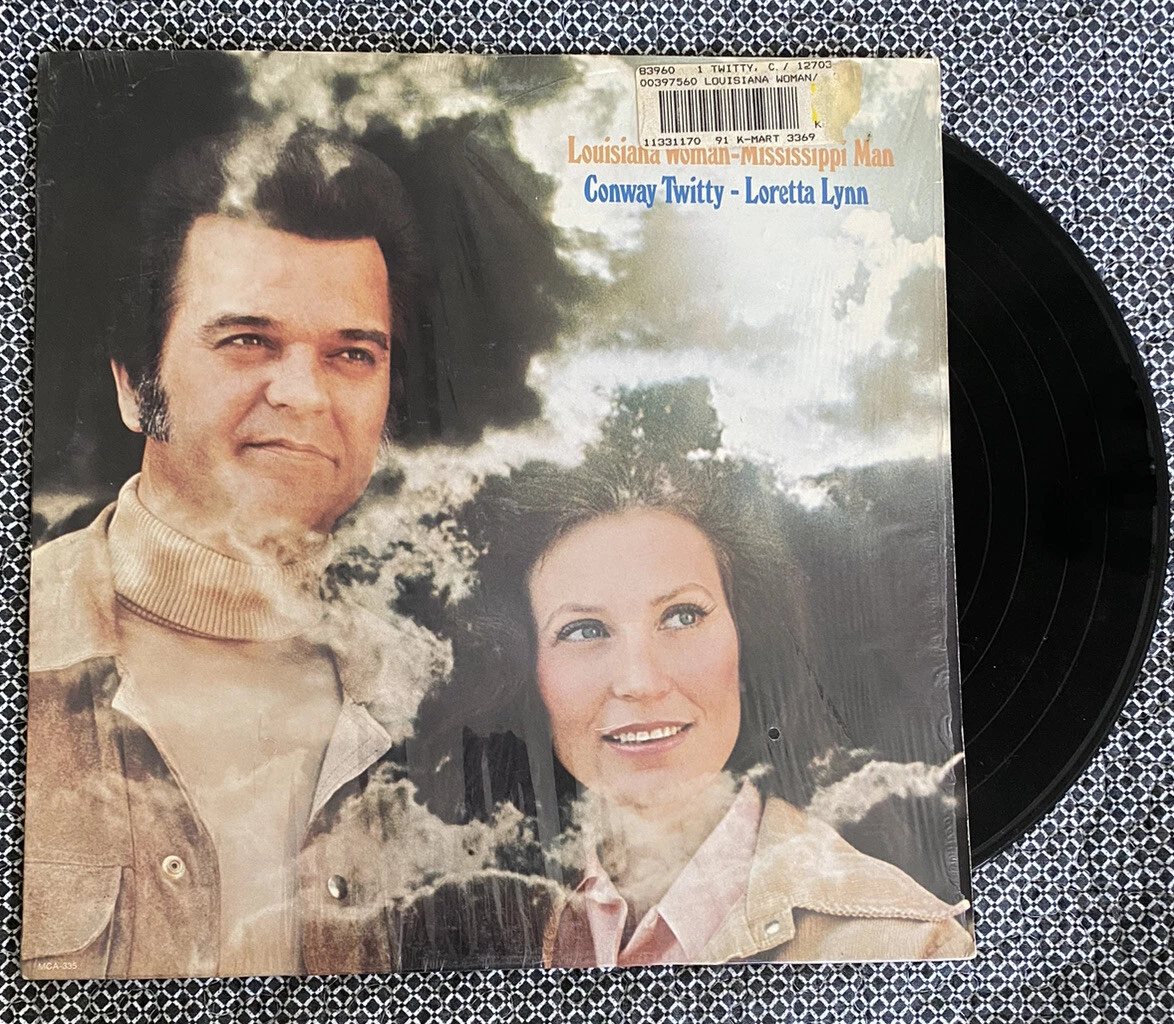 83960 1 TWITTY, C./ 12703
00397560 LOUISIANA WOMAN/
K
11331170 91 K-MART 3369
Louisiana Woman-Mississippi Man
Conway Twitty - Loretta Lynn
MCA-335